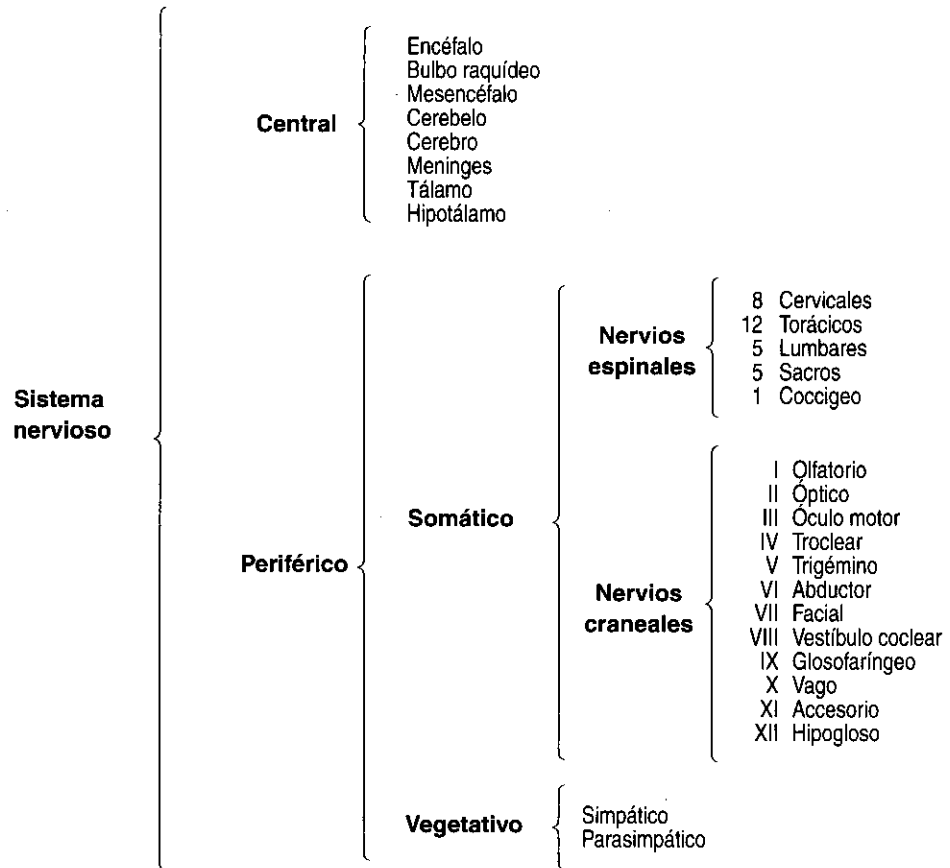 Sistema
nervioso
Central
Encéfalo
Bulbo raquídeo
Mesencéfalo
Cerebelo
Cerebro
Meninges
Tálamo
Hipotálamo
Periférico
Somático
Nervios
espinales
8 Cervicales
12 Torácicos
5 Lumbares
5 Sacros
1 Coccigeo
Nervios
craneales
I Olfatorio
II Óptico
III Óculo motor
IV Troclear
V Trigémino
VI Abductor
VII Facial
VIII Vestíbulo coclear
IX Glosofaríngeo
X Vago
XI Accesorio
XII Hipogloso
Vegetativo
Simpático
Parasimpático